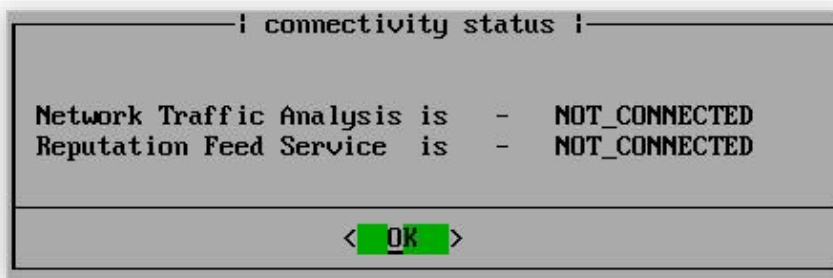 connectivity status
Network Traffic Analysis is - NOT_CONNECTED
Reputation Feed Service is - NOT_CONNECTED
< OK >